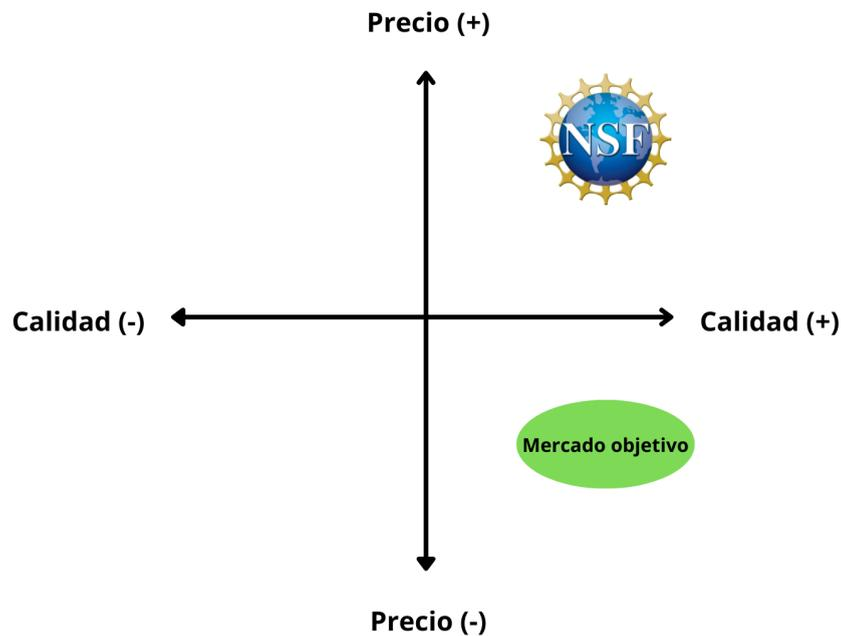 Precio (+)
NSF
Calidad (-)
Calidad (+)
Mercado objetivo
Precio (-)